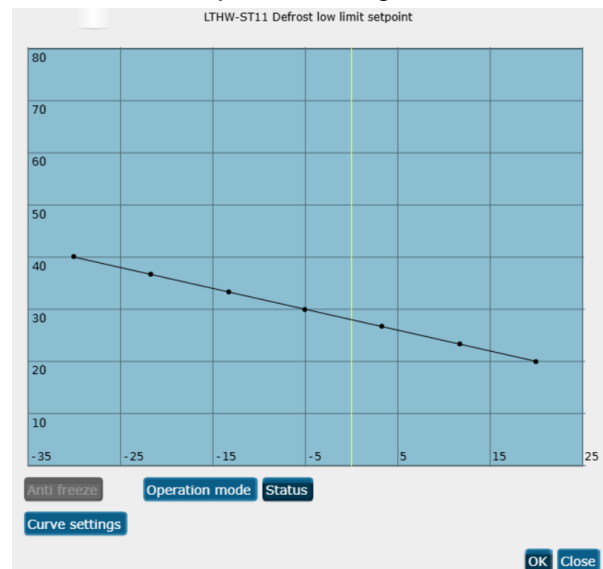 LTHW-ST11 Defrost low limit setpoint
80
70
60
50
40
30
20
10
-35 -25 -15 -5 5 15 25
Anti freeze Operation mode Status
Curve settings
OK Close